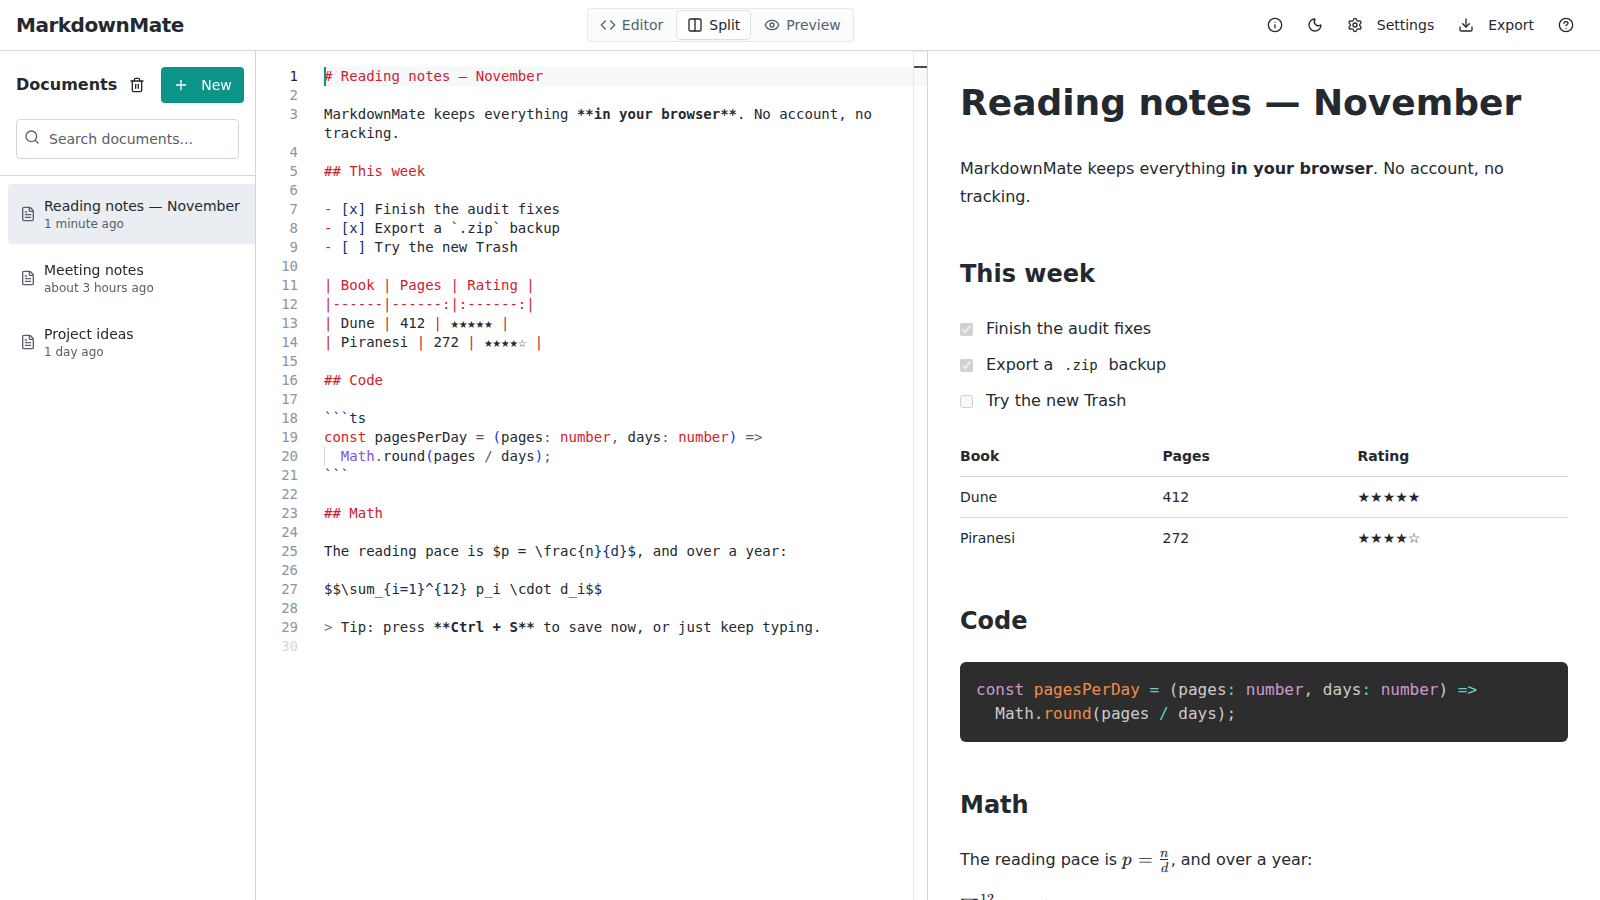 MarkdownMate
Editor
Split
Preview
Settings
Export
Documents
New
Search documents...
Reading notes — November
1 minute ago
Meeting notes
about 3 hours ago
Project ideas
1 day ago
1 # Reading notes — November
2
3 MarkdownMate keeps everything **in your browser**. No account, no
tracking.
4
5 ## This week
6
7 - [x] Finish the audit fixes
8 - [x] Export a `.zip` backup
9 - [ ] Try the new Trash
10
11 | Book | Pages | Rating |
12 |------|------:|:------:|
13 | Dune | 412 | ★★★★★ |
14 | Piranesi | 272 | ★★★★☆ |
15
16 ## Code
17
18 ```ts
19 const pagesPerDay = (pages: number, days: number) =>
20   Math.round(pages / days);
21 ```
22
23 ## Math
24
25 The reading pace is $p = \frac{n}{d}$, and over a year:
26
27 $$\sum_{i=1}^{12} p_i \cdot d_i$$
28
29 > Tip: press **Ctrl + S** to save now, or just keep typing.
30
Reading notes — November
MarkdownMate keeps everything in your browser. No account, no
tracking.
This week
Finish the audit fixes
Export a .zip backup
Try the new Trash
Book Pages Rating
Dune 412 ★★★★★
Piranesi 272 ★★★★☆
Code
const pagesPerDay = (pages: number, days: number) =>
  Math.round(pages / days);
Math
The reading pace is p = n/d, and over a year:
12